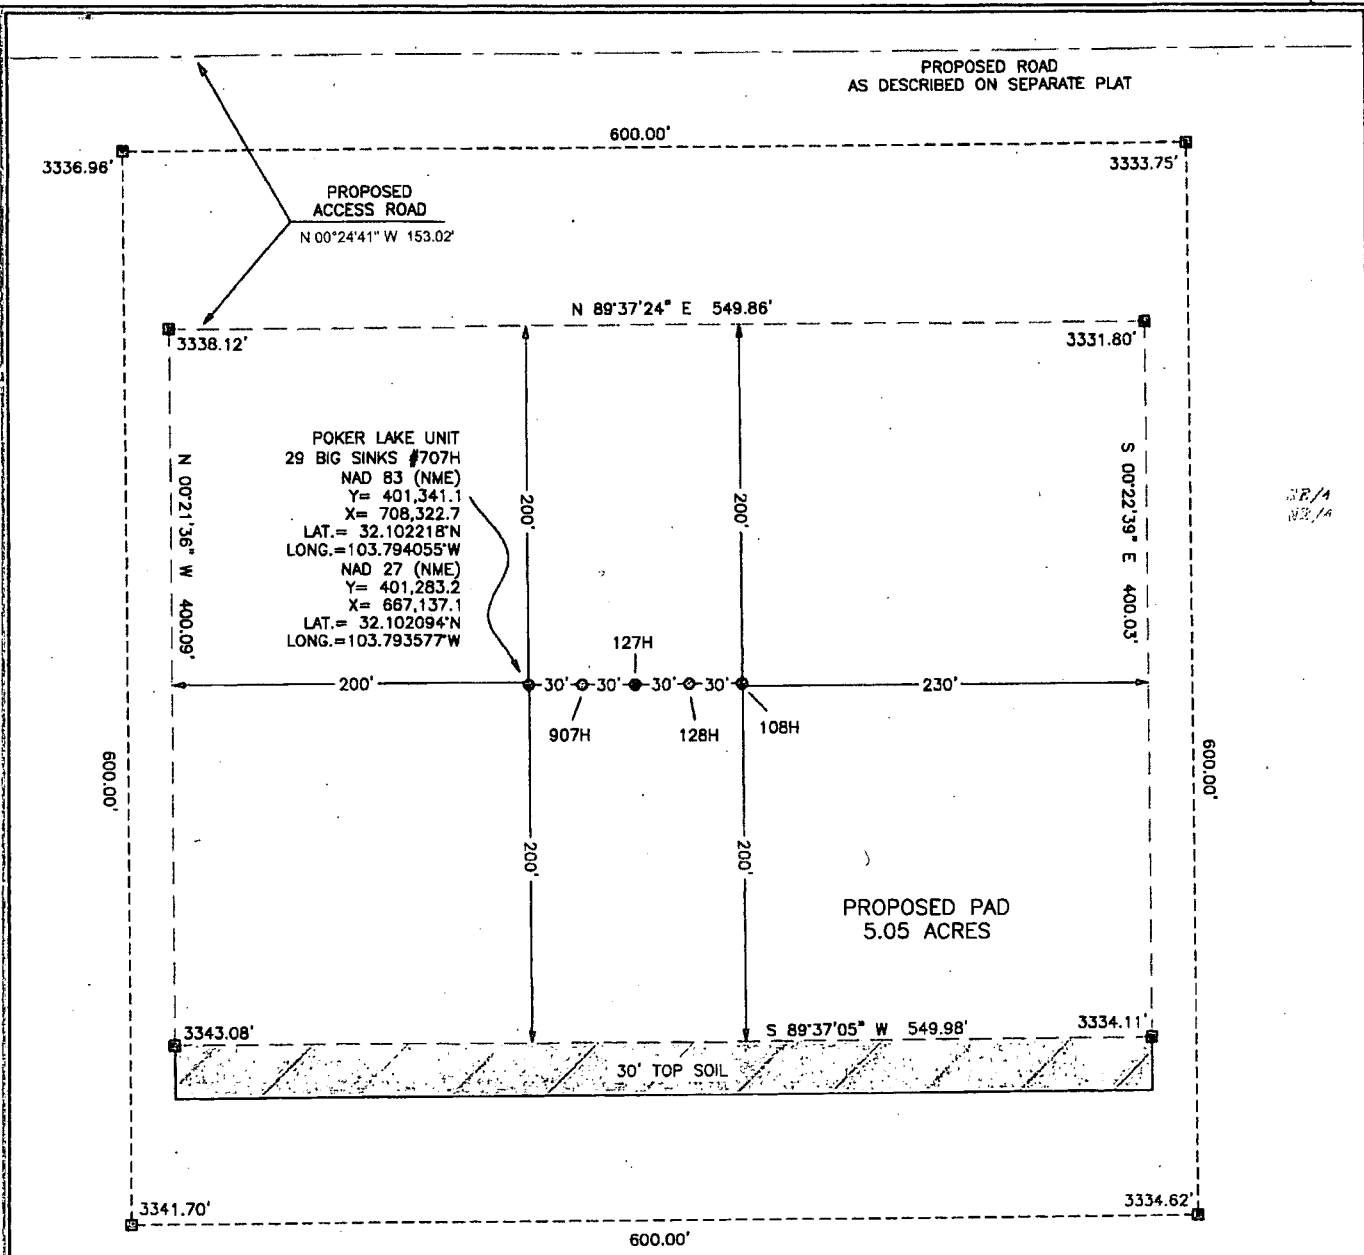 PROPOSED ROAD
AS DESCRIBED ON SEPARATE PLAT
600.00'
3336.96'
3333.75'
PROPOSED
ACCESS ROAD
N 00°24'41" W 153.02'
N 89°37'24" E 549.86'
3338.12'
3331.80'
POKER LAKE UNIT
29 BIG SINKS #707H
NAD 83 (NME)
Y= 401,341.1
X= 708,322.7
LAT.= 32.102218°N
LONG.=103.794055°W
NAD 27 (NME)
Y= 401,283.2
X= 667,137.1
LAT.= 32.102094°N
LONG.=103.793577°W
N 00°21'36" W 400.09'
200'
200'
S 00°22'39" E 400.03'
127H
200'
30'
30'
30'
30'
230'
907H
128H
108H
600.00'
600.00'
200'
200'
PROPOSED PAD
5.05 ACRES
3343.08'
S 89°37'05" W 549.98'
3334.11'
30' TOP SOIL
3341.70'
3334.62'
600.00'